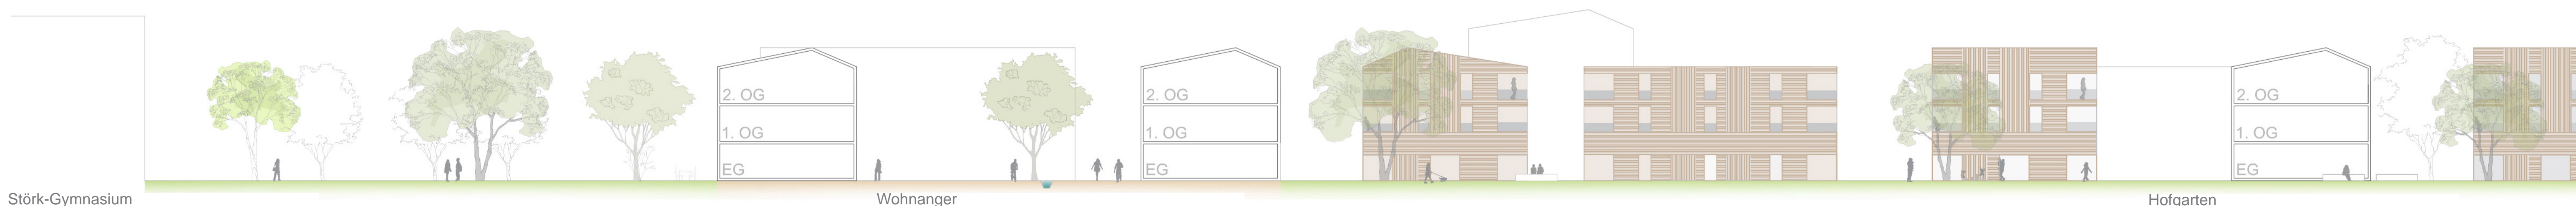 2. OG
1. OG
EG
2. OG
1. OG
EG
2. OG
1. OG
EG
Störk-Gymnasium
Wohnanger
Hofgarten